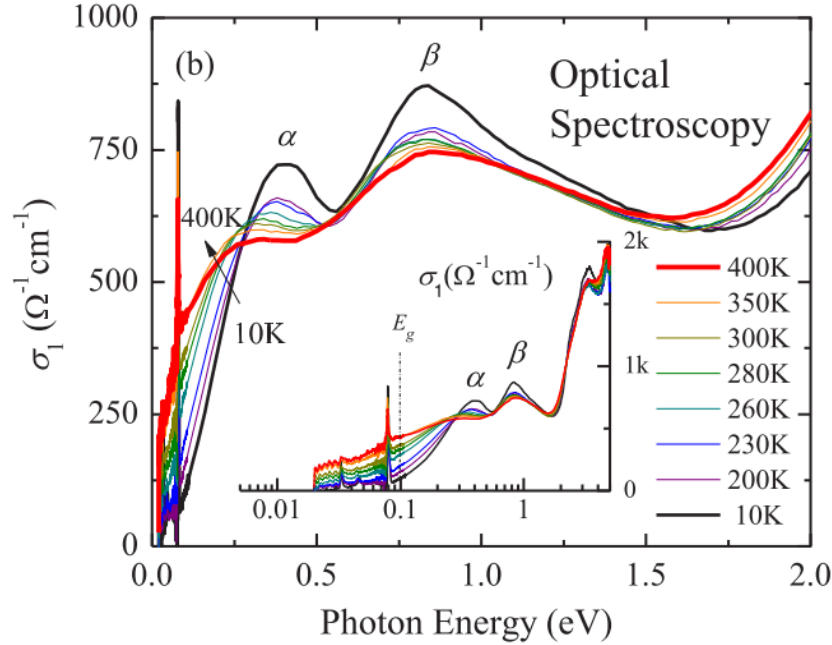 1000
750
500
250
0
σ₁ (Ω⁻¹cm⁻¹)
(b)
α
β
Optical
Spectroscopy
400K
10K
σ₁(Ω⁻¹cm⁻¹)
E_g
α
β
2k
1k
0
0.01
0.1
1
400K
350K
300K
280K
260K
230K
200K
10K
0.0
0.5
1.0
1.5
2.0
Photon Energy (eV)